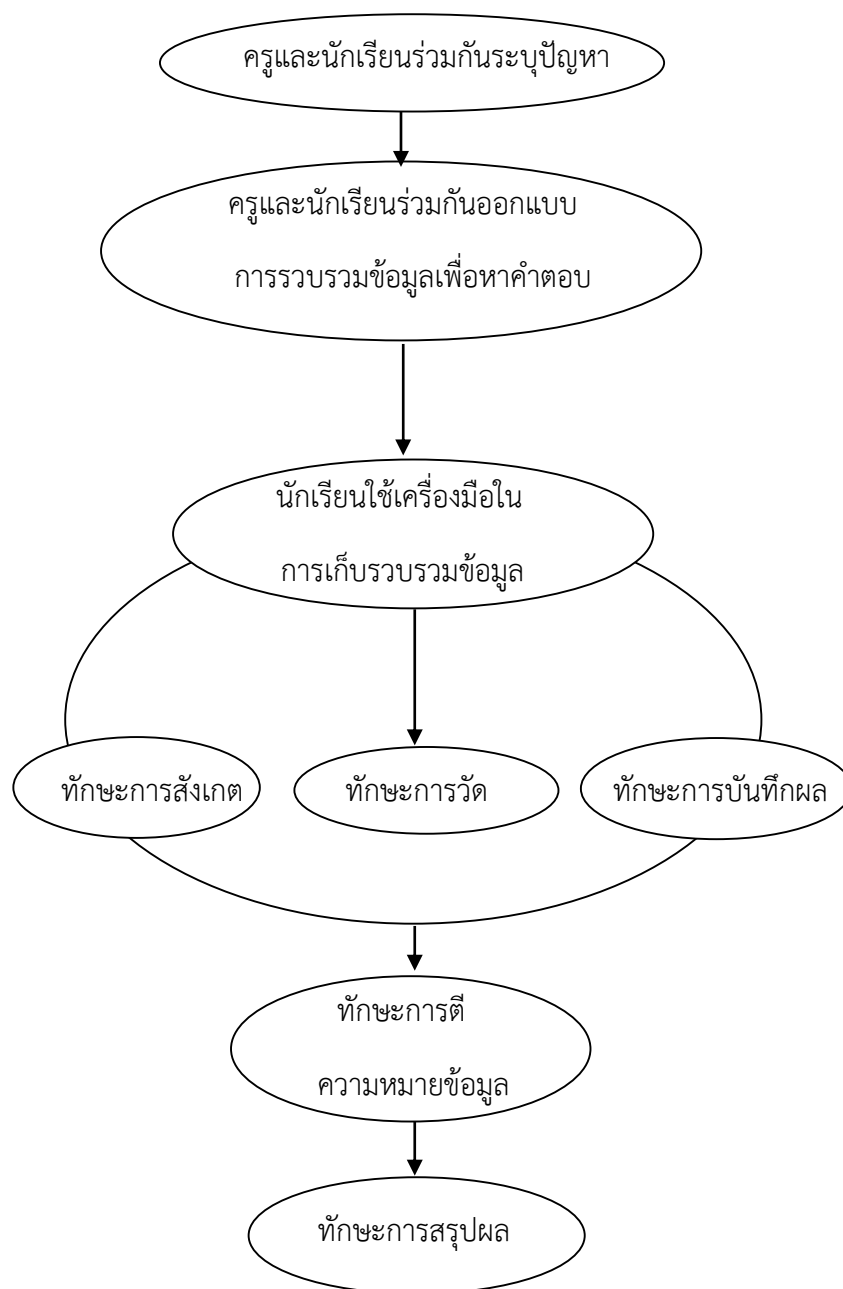 ครูและนักเรียนร่วมกันระบุปัญหา
ครูและนักเรียนร่วมกันออกแบบ
การรวบรวมข้อมูลเพื่อหาคำตอบ
นักเรียนใช้เครื่องมือใน
การเก็บรวบรวมข้อมูล
ทักษะการสังเกต
ทักษะการวัด
ทักษะการบันทึกผล
ทักษะการตี
ความหมายข้อมูล
ทักษะการสรุปผล